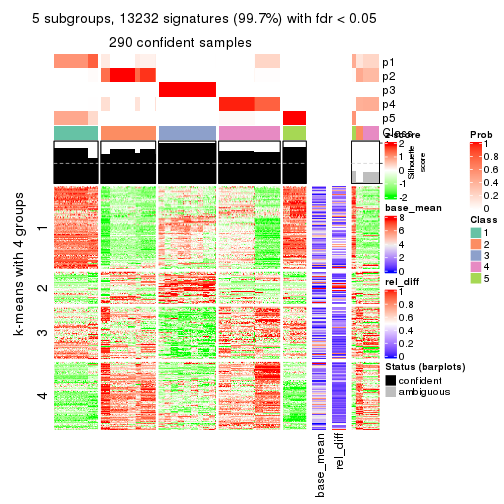 5 subgroups, 13232 signatures (99.7%) with fdr < 0.05
290 confident samples
p1
p2
p3
p4
p5
Class
z-score
2
1
0
-1
-2
Silhouette
score
Prob
1
0.8
0.6
0.4
0.2
0
base_mean
8
6
4
2
0
Class
1
2
3
4
5
rel_diff
1
0.8
0.6
0.4
0.2
0
Status (barplots)
confident
ambiguous
k-means with 4 groups
1
2
3
4
base_mean
rel_diff